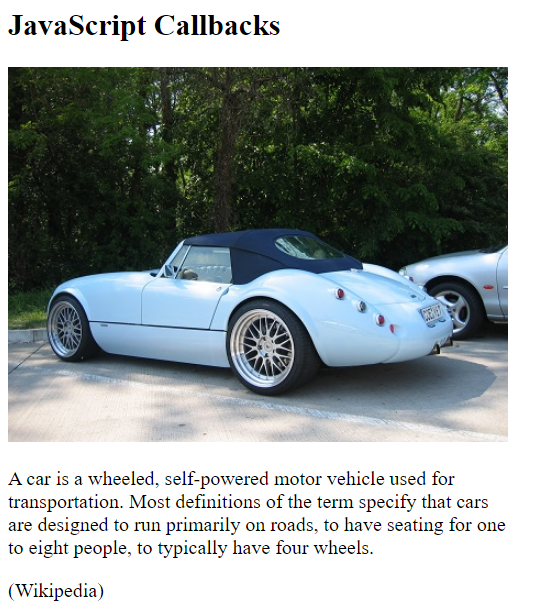 JavaScript Callbacks
A car is a wheeled, self-powered motor vehicle used for
transportation. Most definitions of the term specify that cars
are designed to run primarily on roads, to have seating for one
to eight people, to typically have four wheels.
(Wikipedia)